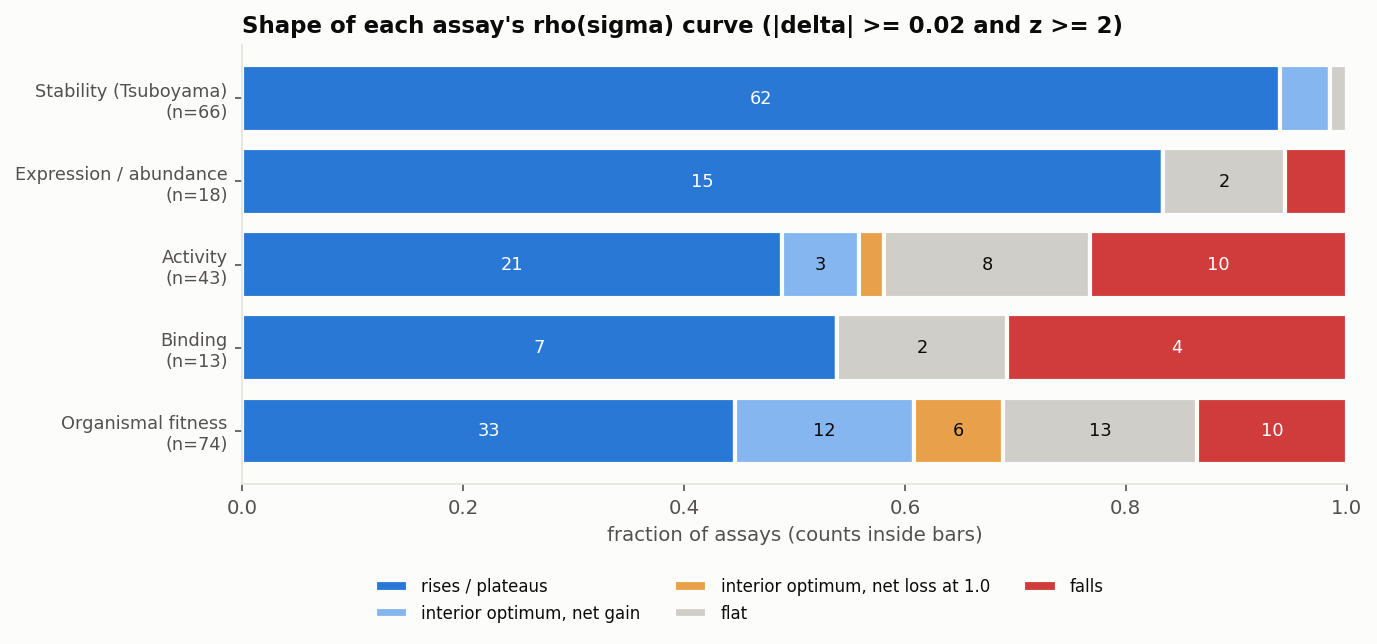 Shape of each assay's rho(sigma) curve (|delta| >= 0.02 and z >= 2)
Stability (Tsuboyama)
(n=66)
62
Expression / abundance
(n=18)
15
2
Activity
(n=43)
21
3
8
10
Binding
(n=13)
7
2
4
Organismal fitness
(n=74)
33
12
6
13
10
0.0
0.2
0.4
0.6
0.8
1.0
fraction of assays (counts inside bars)
rises / plateaus
interior optimum, net gain
interior optimum, net loss at 1.0
flat
falls